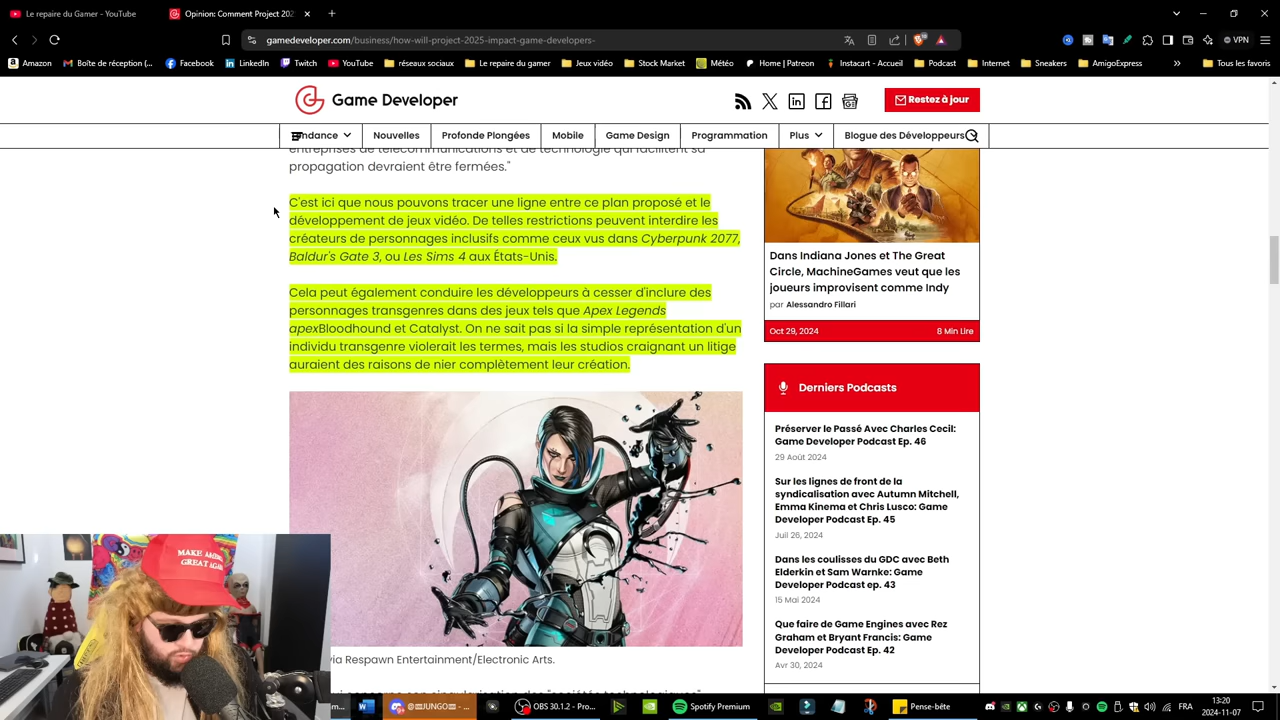 Le repaire du Gamer - YouTube
Opinion: Comment Project 202
gamedeveloper.com/business/how-will-project-2025-impact-game-developers-
VPN
Amazon
Boîte de réception (...
Facebook
LinkedIn
Twitch
YouTube
réseaux sociaux
Le repaire du gamer
Jeux vidéo
Stock Market
Météo
Home | Patreon
Instacart - Accueil
Podcast
Internet
Sneakers
AmigoExpress
Tous les favoris
Game Developer
Restez à jour
Nouvelles
Profonde Plongées
Mobile
Game Design
Programmation
Plus
Blogue des Développeurs
entreprises de télécommunications et de technologie qui facilitent sa
propagation devraient être fermées."
C'est ici que nous pouvons tracer une ligne entre ce plan proposé et le
développement de jeux vidéo. De telles restrictions peuvent interdire les
créateurs de personnages inclusifs comme ceux vus dans Cyberpunk 2077,
Baldur's Gate 3, ou Les Sims 4 aux États-Unis.
Cela peut également conduire les développeurs à cesser d'inclure des
personnages transgenres dans des jeux tels que Apex Legends
apexBloodhound et Catalyst. On ne sait pas si la simple représentation d'un
individu transgenre violerait les termes, mais les studios craignant un litige
auraient des raisons de nier complètement leur création.
via Respawn Entertainment/Electronic Arts.
Dans Indiana Jones et The Great
Circle, MachineGames veut que les
joueurs improvisent comme Indy
par Alessandro Fillari
Oct 29, 2024
8 Min Lire
Derniers Podcasts
Préserver le Passé Avec Charles Cecil:
Game Developer Podcast Ep. 46
29 Août 2024
Sur les lignes de front de la
syndicalisation avec Autumn Mitchell,
Emma Kinema et Chris Lusco: Game
Developer Podcast Ep. 45
Juil 26, 2024
Dans les coulisses du GDC avec Beth
Elderkin et Sam Warnke: Game
Developer Podcast ep. 43
15 Mai 2024
Que faire de Game Engines avec Rez
Graham et Bryant Francis: Game
Developer Podcast Ep. 42
Avr 30, 2024
MAKE
GREAT AGAIN
OBS 30.1.2 - Pro...
Spotify Premium
Pense-bête
FRA
13:20
2024-11-07